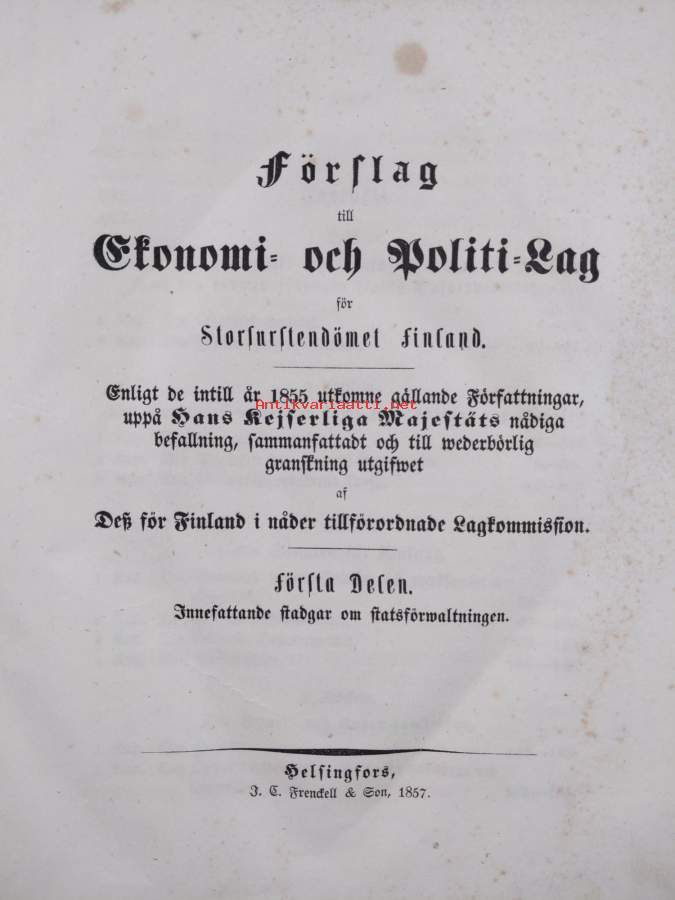 Förslag
till
Ekonomi- och Politi-Lag
för
Storfurstendömet Finland.
Enligt de intill år 1855 utkomne gällande Författningar,
Antikvariaatti.net
uppå Hans Kejserliga Majestäts nådiga
befallning, sammanfattadt och till wederbörlig
granskning utgifwet
af
Deß för Finland i nåder tillförordnade Lagkommission.
Första Delen.
Innefattande stadgar om statsförwaltningen.
Helsingfors,
J. C. Frenckell & Son, 1857.